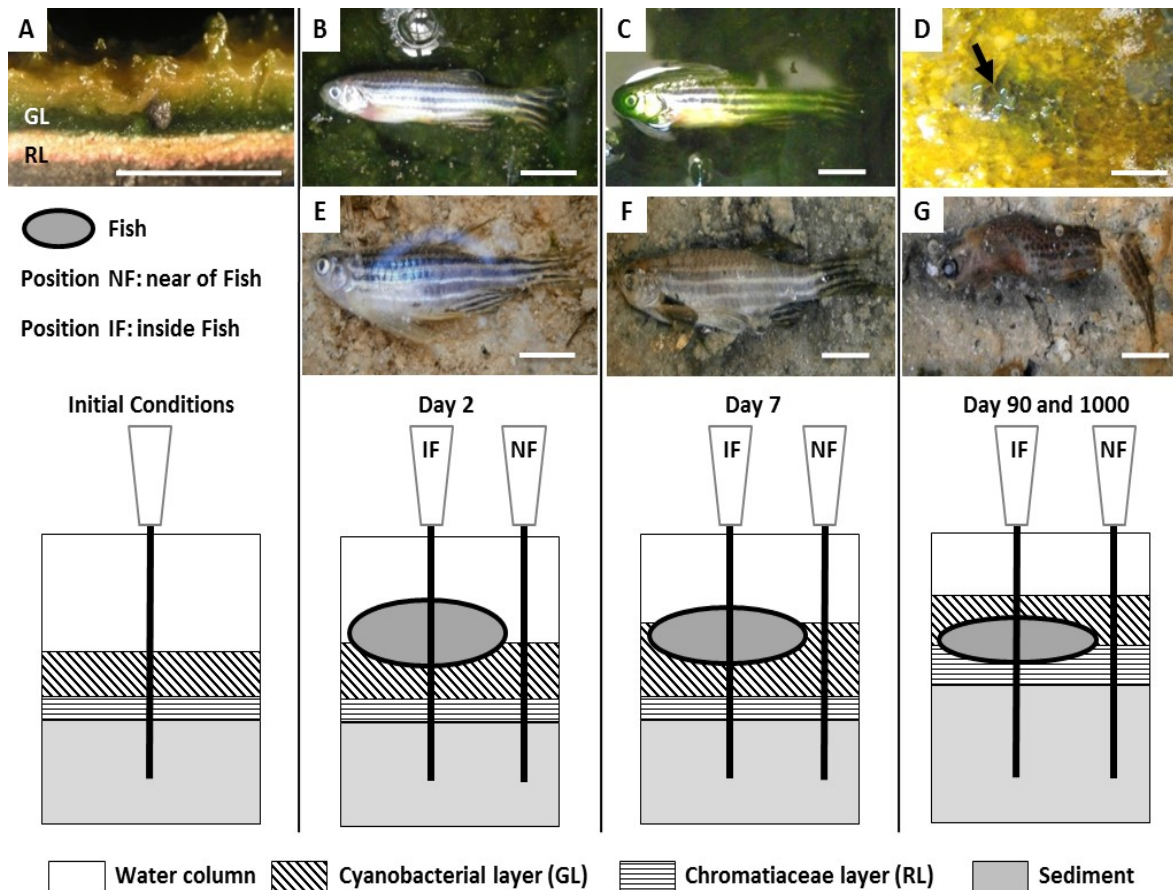 A
B
C
D
GL
RL
E
F
G
Fish
Position NF: near of Fish
Position IF: inside Fish
Initial Conditions
Day 2
Day 7
Day 90 and 1000
IF
NF
IF
NF
IF
NF
Water column
Cyanobacterial layer (GL)
Chromatiaceae layer (RL)
Sediment